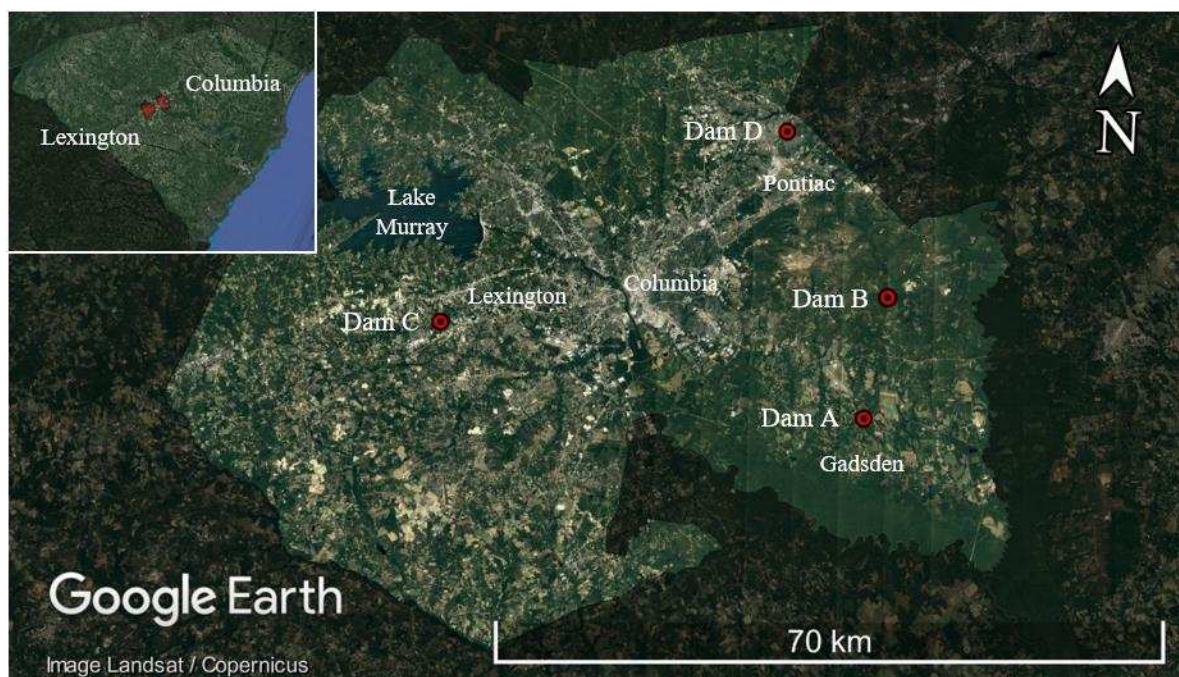 Columbia
Lexington
Dam D
N
Pontiac
Lake
Murray
Lexington
Columbia
Dam B
Dam C
Dam A
Gadsden
Google Earth
70 km
Image Landsat / Copernicus